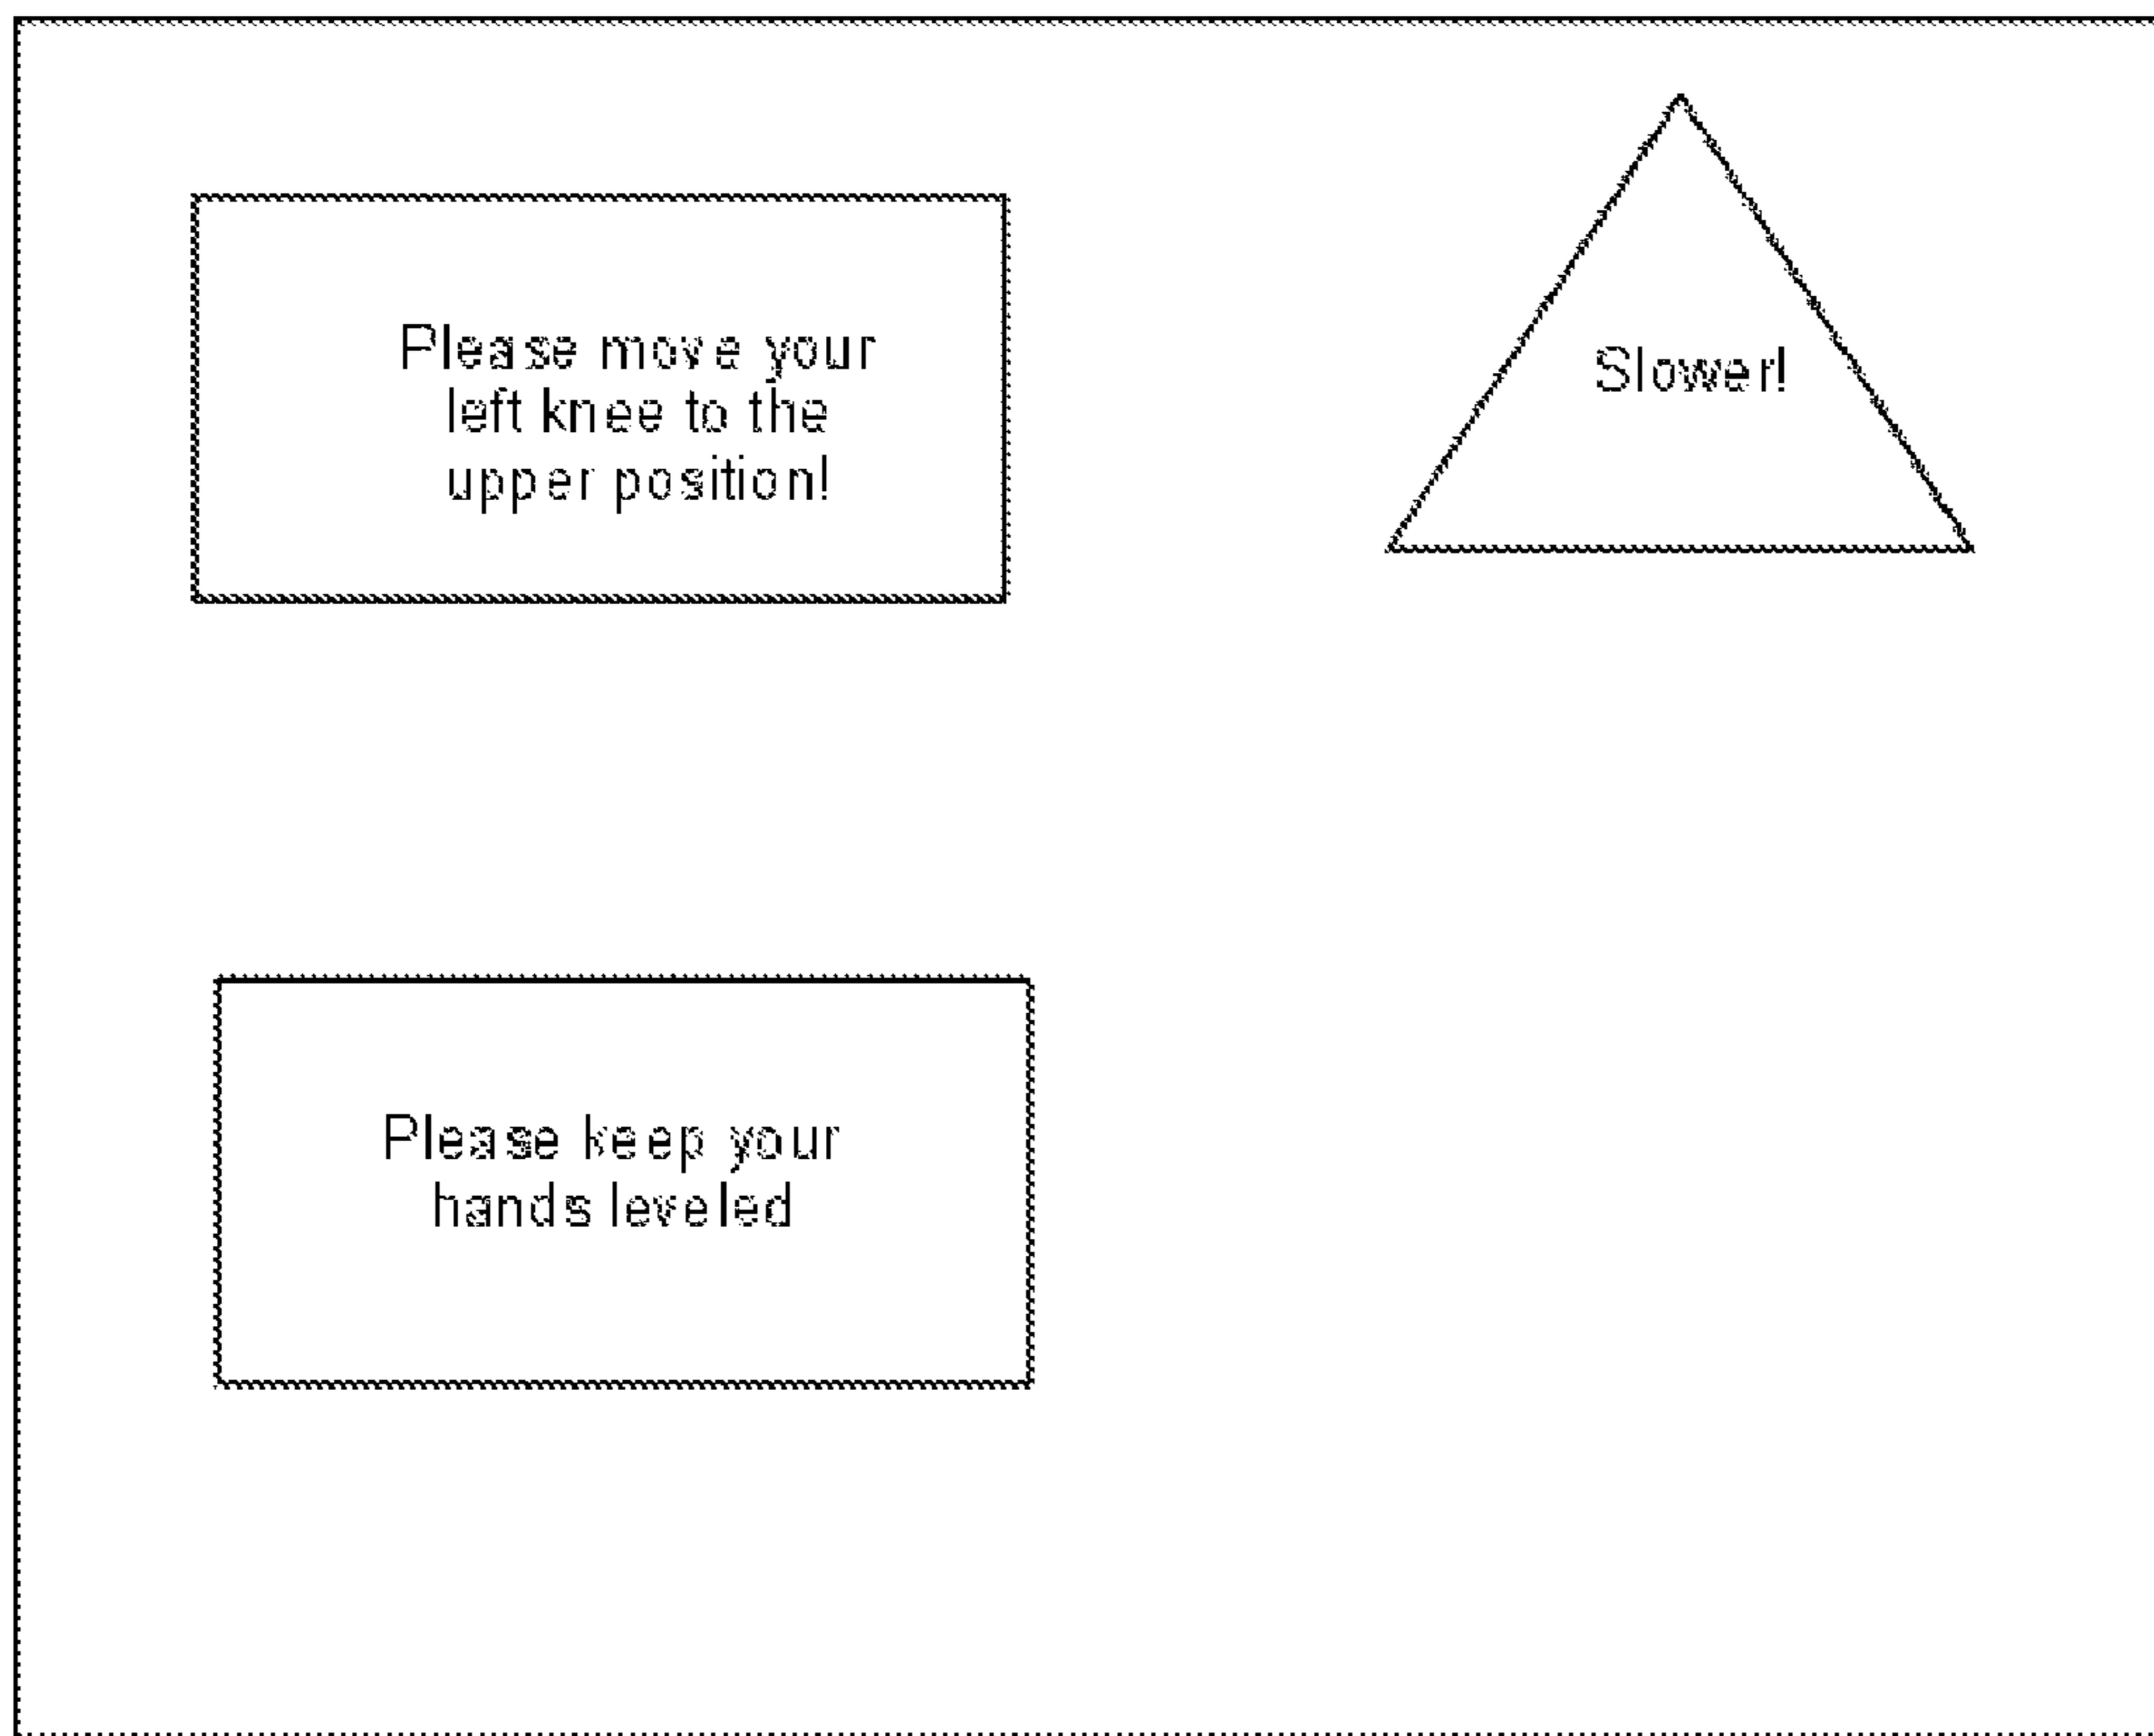 Please move your
left knee to the
upper position!
Slower!
Please keep your
hands leveled